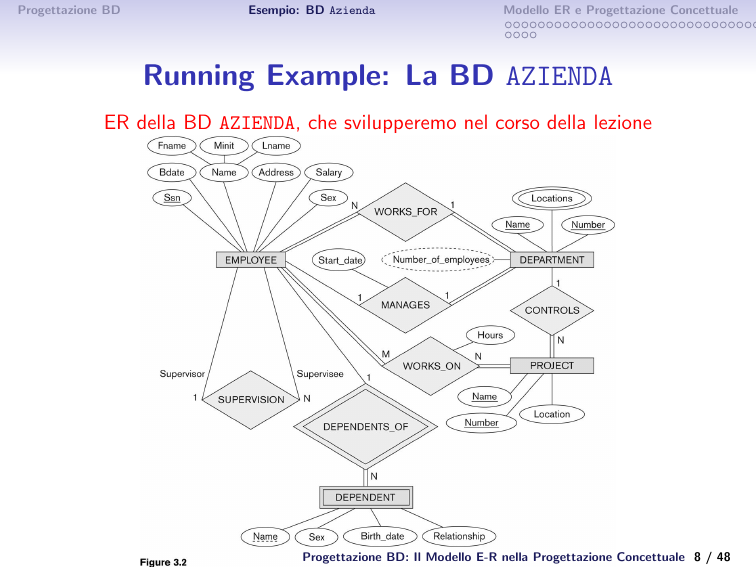 Progettazione BD Esempio: BD Azienda Modello ER e Progettazione Concettuale
Running Example: La BD AZIENDA
ER della BD AZIENDA, che svilupperemo nel corso della lezione
Fname Minit Lname
Bdate Name Address Salary
Ssn Sex
N WORKS_FOR 1
Locations
Name Number
EMPLOYEE Start_date Number_of_employees DEPARTMENT
1 MANAGES 1
1
CONTROLS
N
Hours
M WORKS_ON N PROJECT
Supervisor Supervisee
1 SUPERVISION N
1
Name
Number Location
DEPENDENTS_OF
N
DEPENDENT
Name Sex Birth_date Relationship
Figure 3.2
Progettazione BD: Il Modello E-R nella Progettazione Concettuale 8 / 48